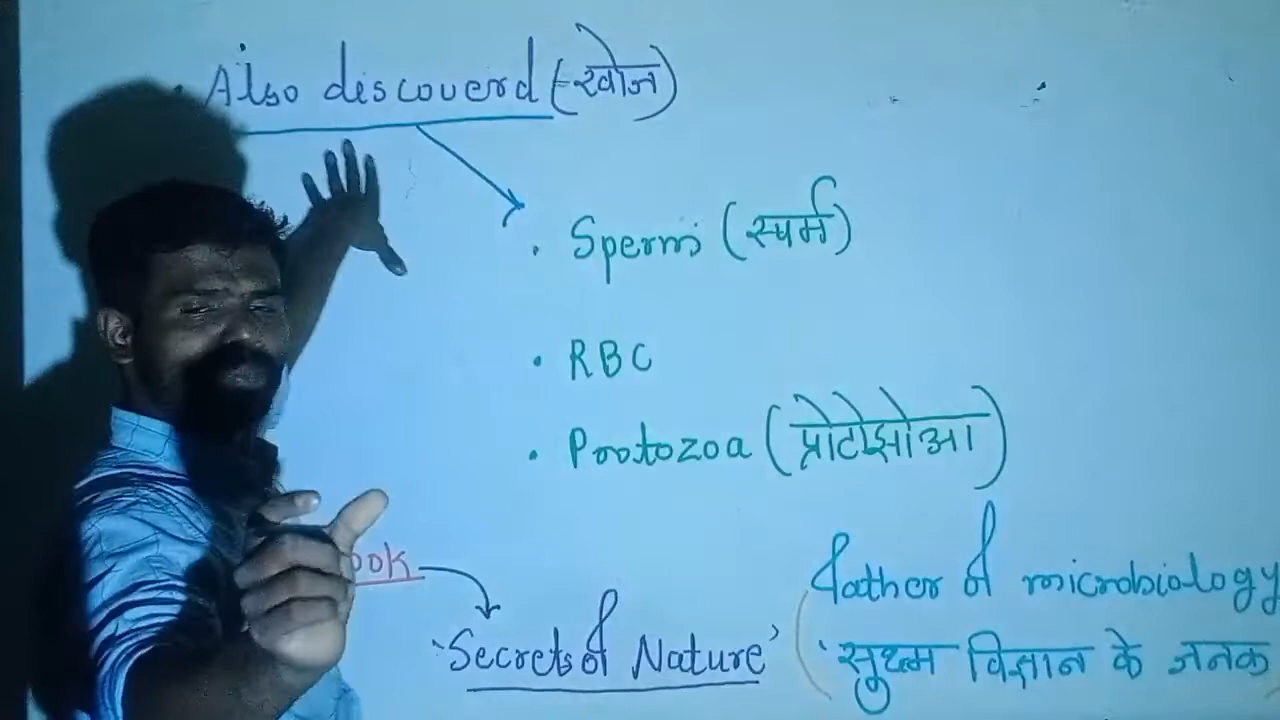 Also discoverd (खोज)
• Sperm (स्पर्म)
• RBC
• Protozoa (प्रोटोझोआ)
ook
'Secrets of Nature'
father of microbiology
'सुक्ष्म विज्ञान के जनक